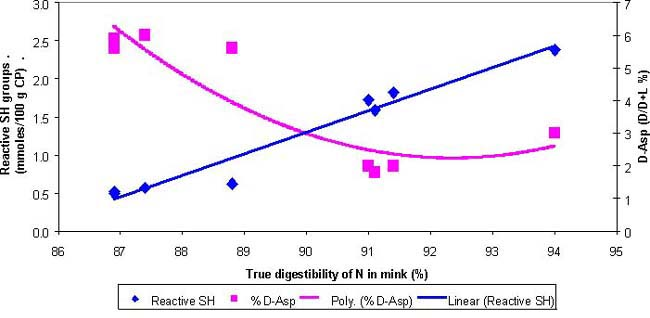 3.0
2.5
2.0
1.5
1.0
0.5
0.0
Reactive SH groups .
(mmoles/100 g CP) .
7
6
5
4
3
2
1
0
D-Asp (D/D+L %)
86 87 88 89 90 91 92 93 94 95
True digestibility of N in mink (%)
Reactive SH % D-Asp Poly. (% D-Asp) Linear (Reactive SH)